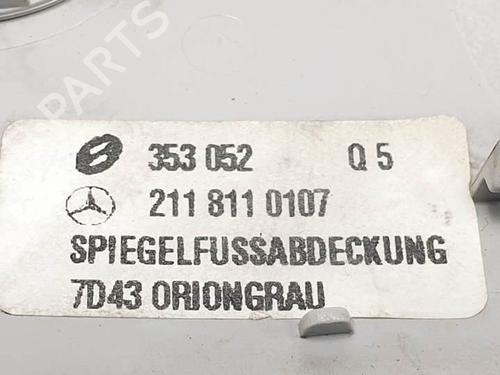 353 052 Q 5
211 811 0107
SPIEGELFUSSABDECKUNG
7D43 ORIONGRAU
PARTS